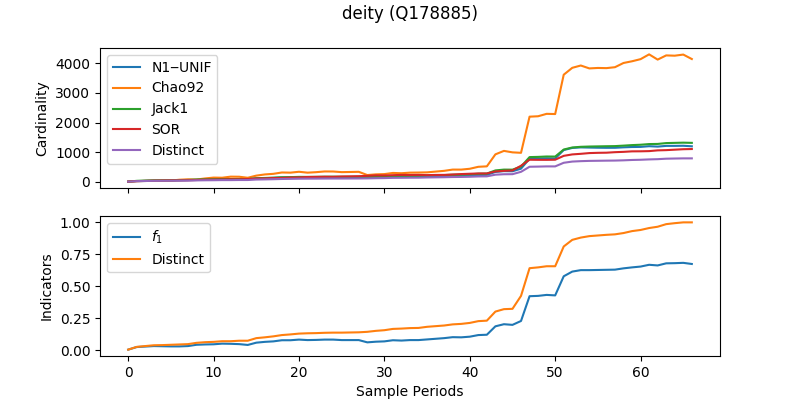 deity (Q178885)
Cardinality
4000
3000
2000
1000
0
N1−UNIF
Chao92
Jack1
SOR
Distinct
Indicators
1.00
0.75
0.50
0.25
0.00
f1
Distinct
0 10 20 30 40 50 60
Sample Periods